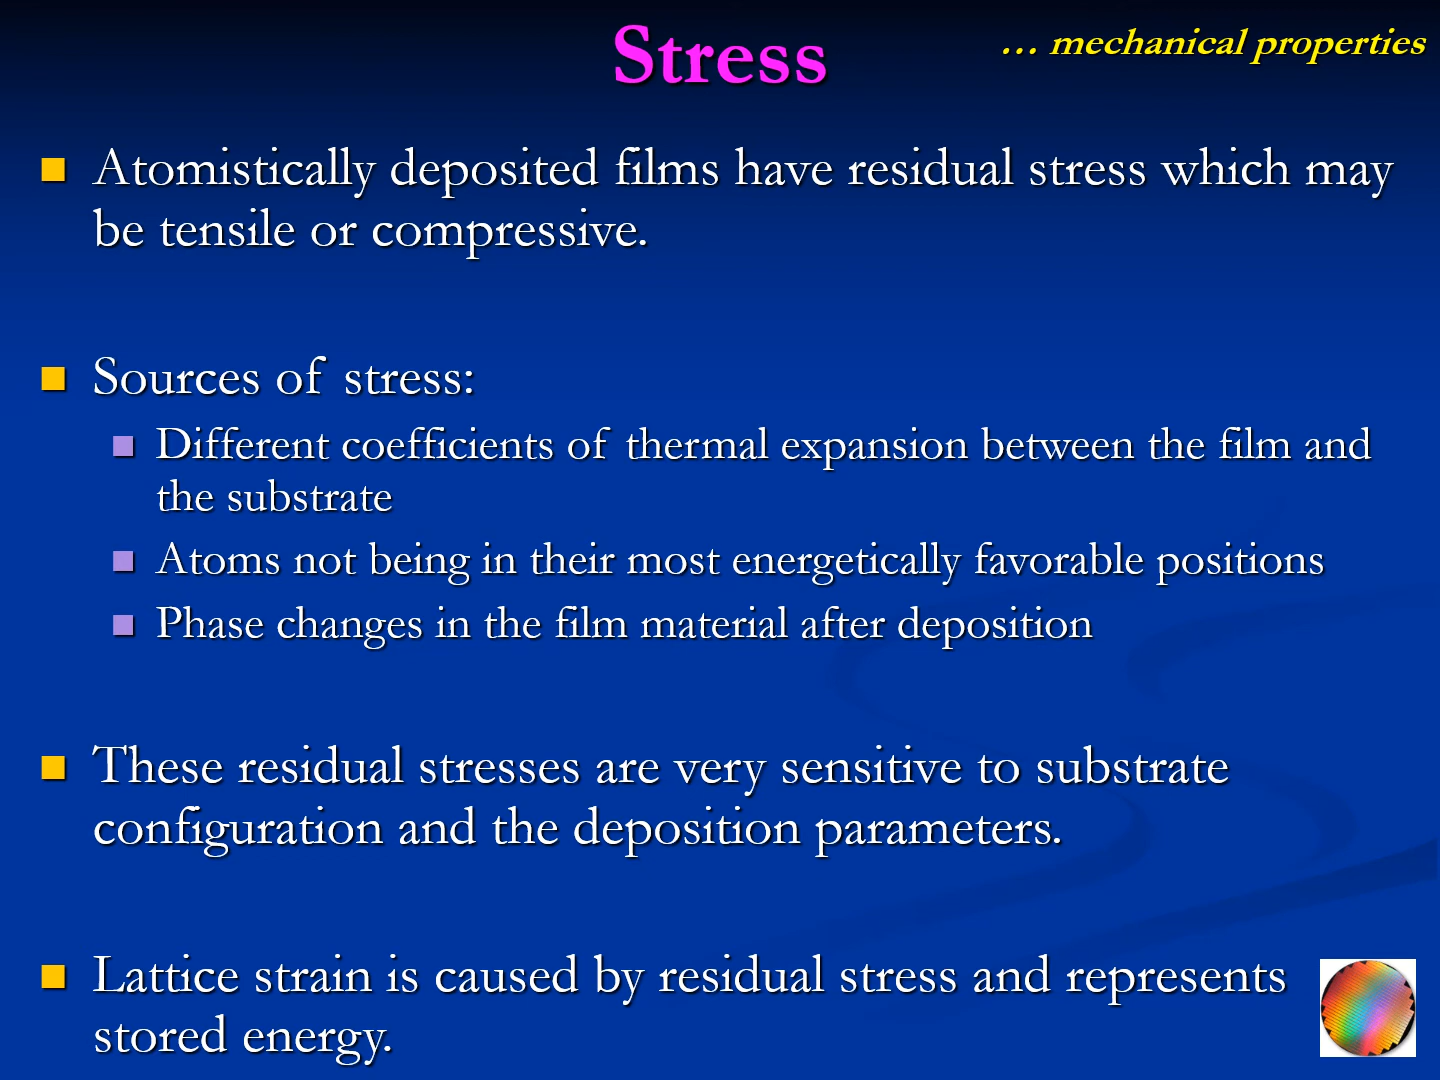 Stress
… mechanical properties
Atomistically deposited films have residual stress which may
be tensile or compressive.
Sources of stress:
Different coefficients of thermal expansion between the film and
the substrate
Atoms not being in their most energetically favorable positions
Phase changes in the film material after deposition
These residual stresses are very sensitive to substrate
configuration and the deposition parameters.
Lattice strain is caused by residual stress and represents
stored energy.